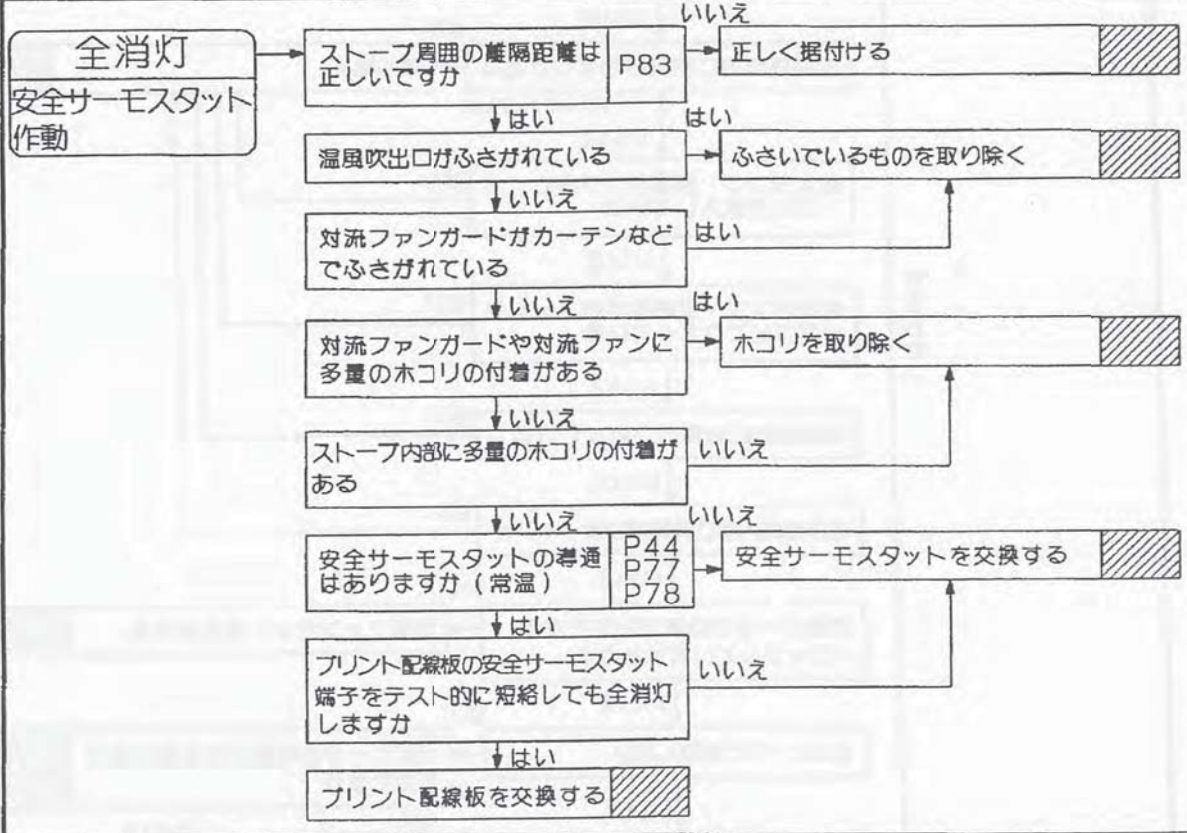 全消灯
安全サーモスタット
作動
ストーブ周囲の離隔距離は
正しいですか
P83
いいえ
正しく据付ける
はい
はい
温風吹出口がふさがれている
ふさいでいるものを取り除く
いいえ
対流ファンガードがカーテンなど
でふさがれている
はい
いいえ
はい
対流ファンガードや対流ファンに
多量のホコリの付着がある
ホコリを取り除く
いいえ
ストーブ内部に多量のホコリの付着が
ある
いいえ
いいえ
いいえ
安全サーモスタットの導通
はありますか(常温)
P44
P77
P78
安全サーモスタットを交換する
はい
プリント配線板の安全サーモスタット
端子をテスト的に短絡しても全消灯
しますか
いいえ
はい
プリント配線板を交換する